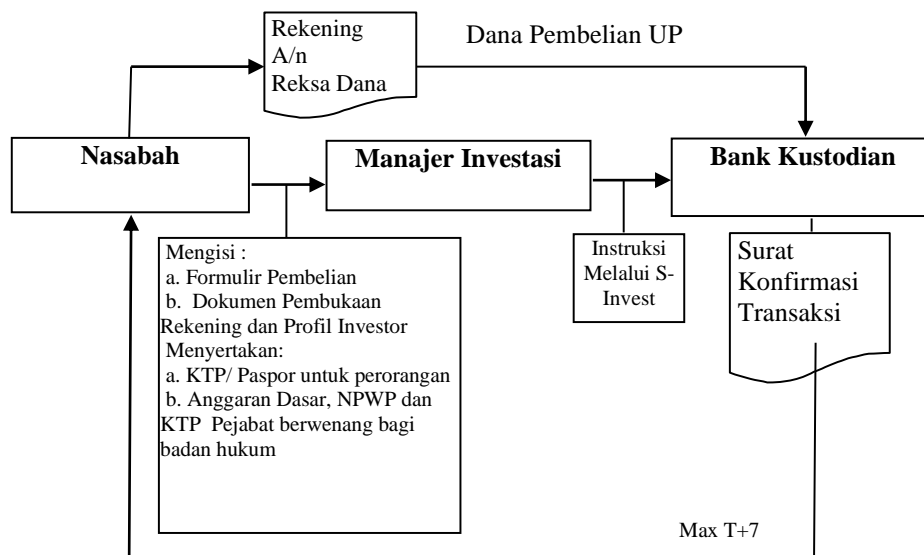 Rekening
A/n
Reksa Dana
Dana Pembelian UP
Nasabah
Manajer Investasi
Bank Kustodian
Mengisi :
a. Formulir Pembelian
b. Dokumen Pembukaan
Rekening dan Profil Investor
Menyertakan:
a. KTP/ Paspor untuk perorangan
b. Anggaran Dasar, NPWP dan
KTP Pejabat berwenang bagi
badan hukum
Instruksi
Melalui S-
Invest
Surat
Konfirmasi
Transaksi
Max T+7